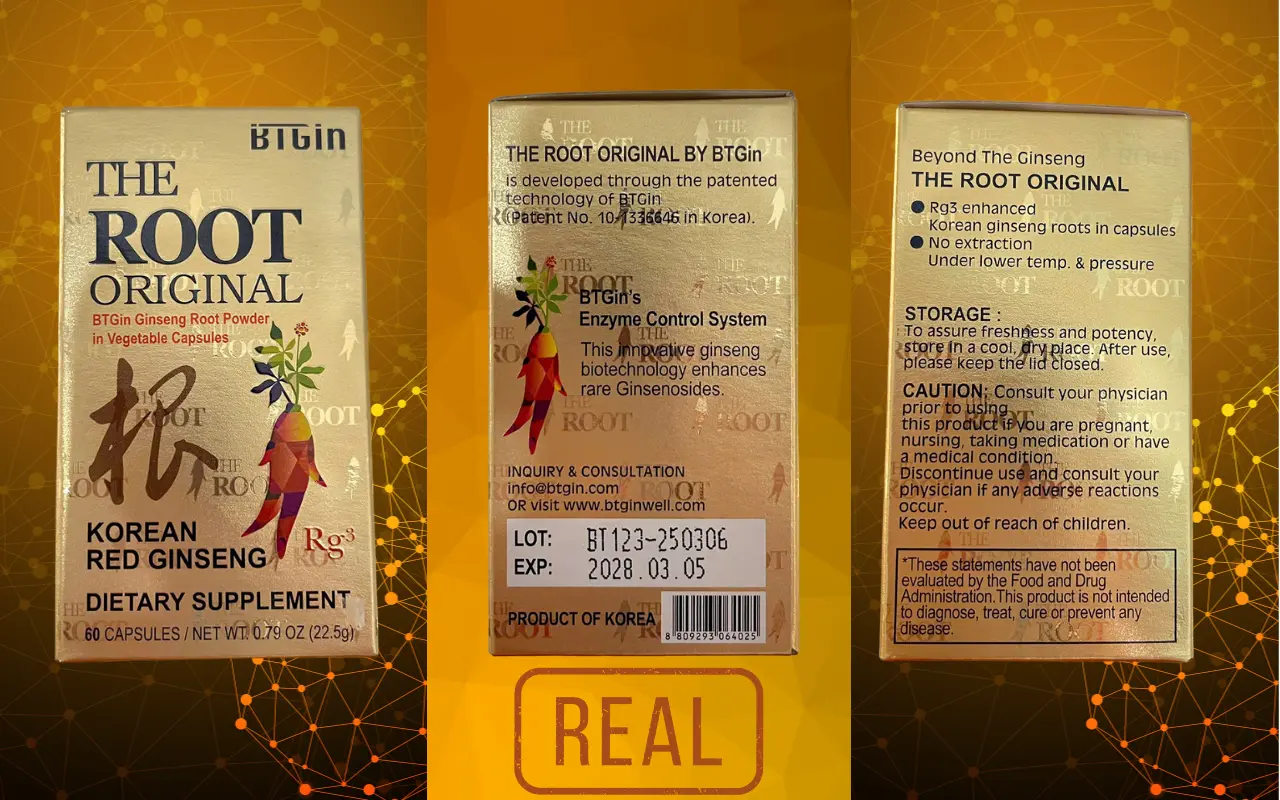 BTGin
THE
ROOT
ORIGINAL
BTGin Ginseng Root Powder
in Vegetable Capsules
根
KOREAN
RED GINSENG
Rg3
DIETARY SUPPLEMENT
60 CAPSULES / NET WT. 0.79 OZ (22.5g)
THE ROOT ORIGINAL BY BTGin
is developed through the patented
technology of BTGin
(Patent No. 10-1336646 in Korea).
BTGin's
Enzyme Control System
This innovative ginseng
biotechnology enhances
rare Ginsenosides.
INQUIRY & CONSULTATION
info@btgin.com
OR visit www.btginwell.com
LOT: BT123-250306
EXP: 2028.03.05
PRODUCT OF KOREA
8 809293 064025
REAL
Beyond The Ginseng
THE ROOT ORIGINAL
Rg3 enhanced
Korean ginseng roots in capsules
No extraction
Under lower temp. & pressure
STORAGE :
To assure freshness and potency,
store in a cool, dry place. After use,
please keep the lid closed.
CAUTION: Consult your physician
prior to using
this product if you are pregnant,
nursing, taking medication or have
a medical condition.
Discontinue use and consult your
physician if any adverse reactions
occur.
Keep out of reach of children.
*These statements have not been
evaluated by the Food and Drug
Administration.This product is not intended
to diagnose, treat, cure or prevent any
disease.